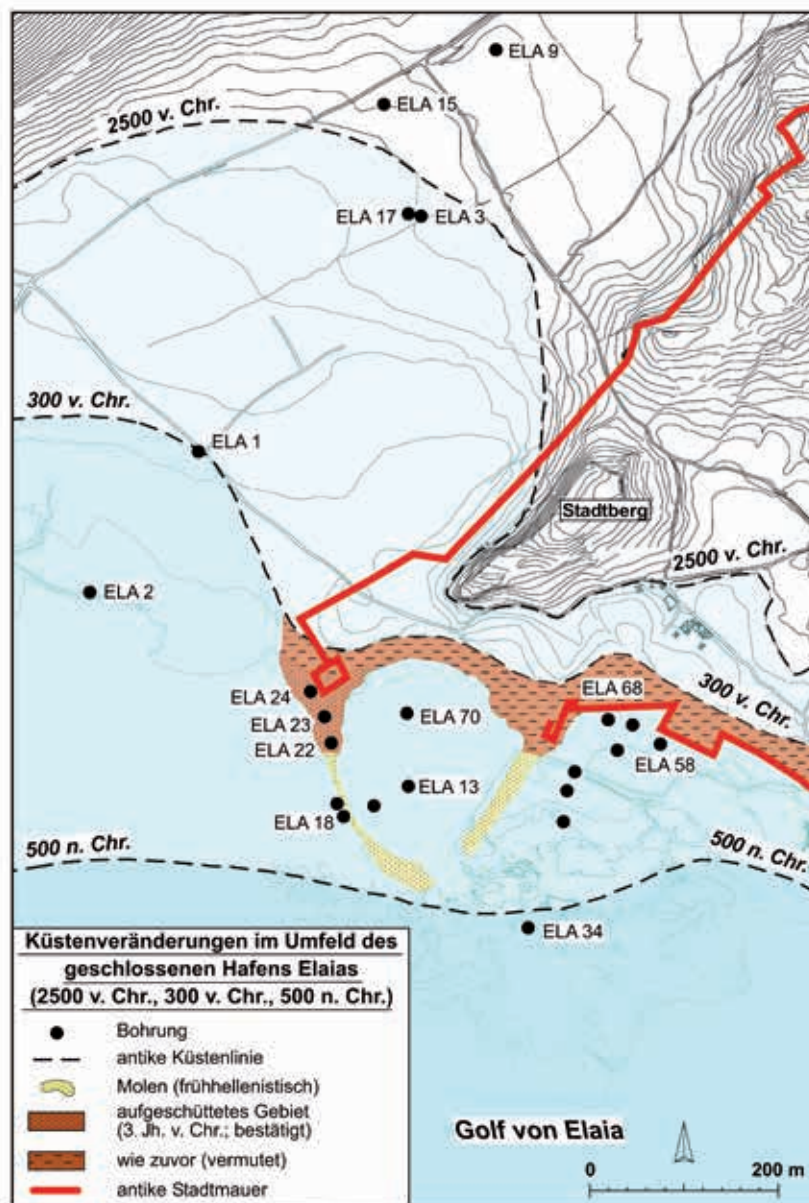 ELA 9
2500 v. Chr.
ELA 15
ELA 17
ELA 3
300 v. Chr.
ELA 1
Stadtberg
2500 v. Chr.
ELA 2
ELA 24
ELA 68
300 v. Chr.
ELA 23
ELA 70
ELA 22
ELA 58
ELA 13
ELA 18
500 n. Chr.
500 n. Chr.
ELA 34
Küstenveränderungen im Umfeld des
geschlossenen Hafens Elaias
(2500 v. Chr., 300 v. Chr., 500 n. Chr.)
Bohrung
antike Küstenlinie
Molen (frühhellenistisch)
aufgeschüttetes Gebiet
(3. Jh. v. Chr.; bestätigt)
wie zuvor (vermutet)
antike Stadtmauer
Golf von Elaia
0 200 m